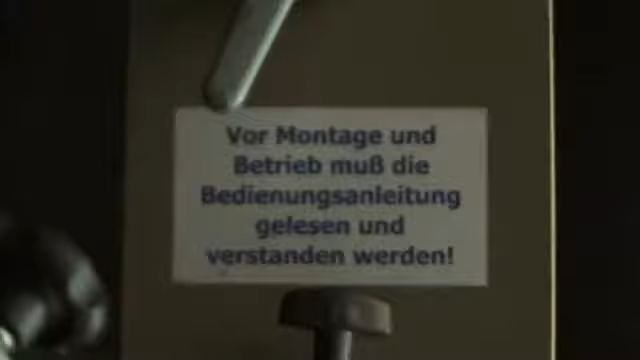 Vor Montage und
Betrieb muß die
Bedienungsanleitung
gelesen und
verstanden werden!